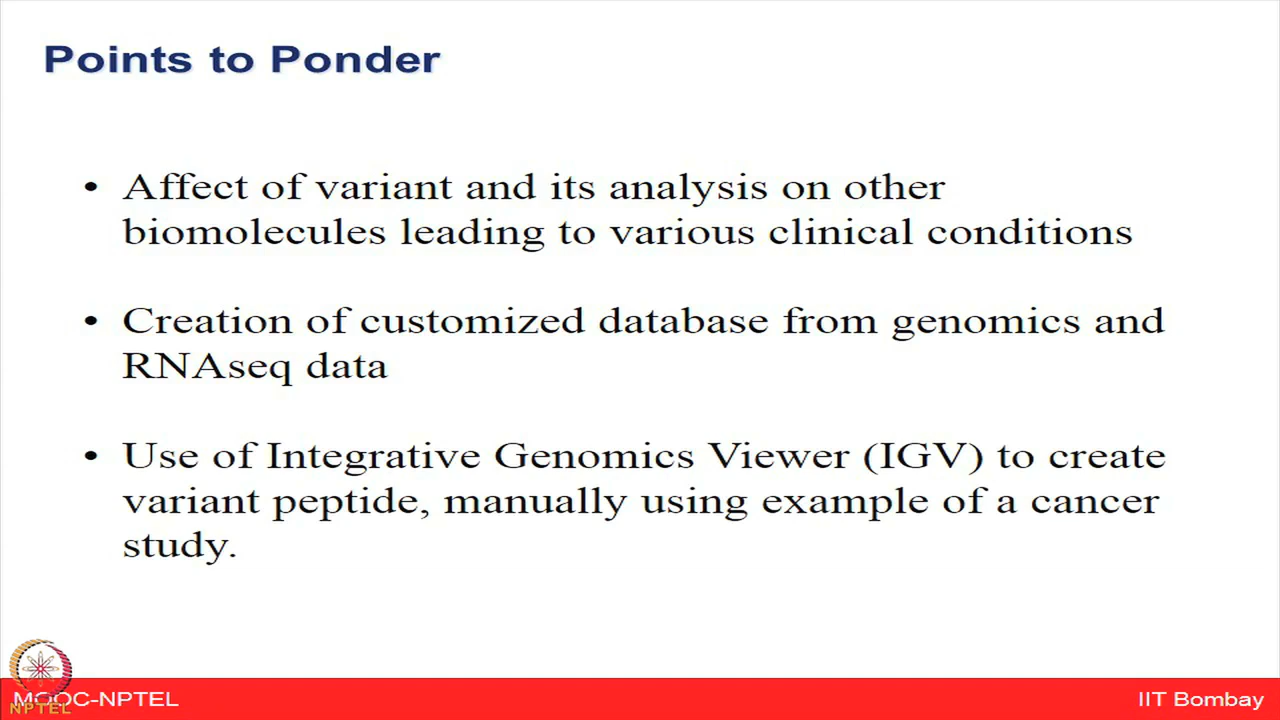 Points to Ponder
• Affect of variant and its analysis on other
biomolecules leading to various clinical conditions
• Creation of customized database from genomics and
RNAseq data
• Use of Integrative Genomics Viewer (IGV) to create
variant peptide, manually using example of a cancer
study.
MOOC-NPTEL
NPTEL
IIT Bombay